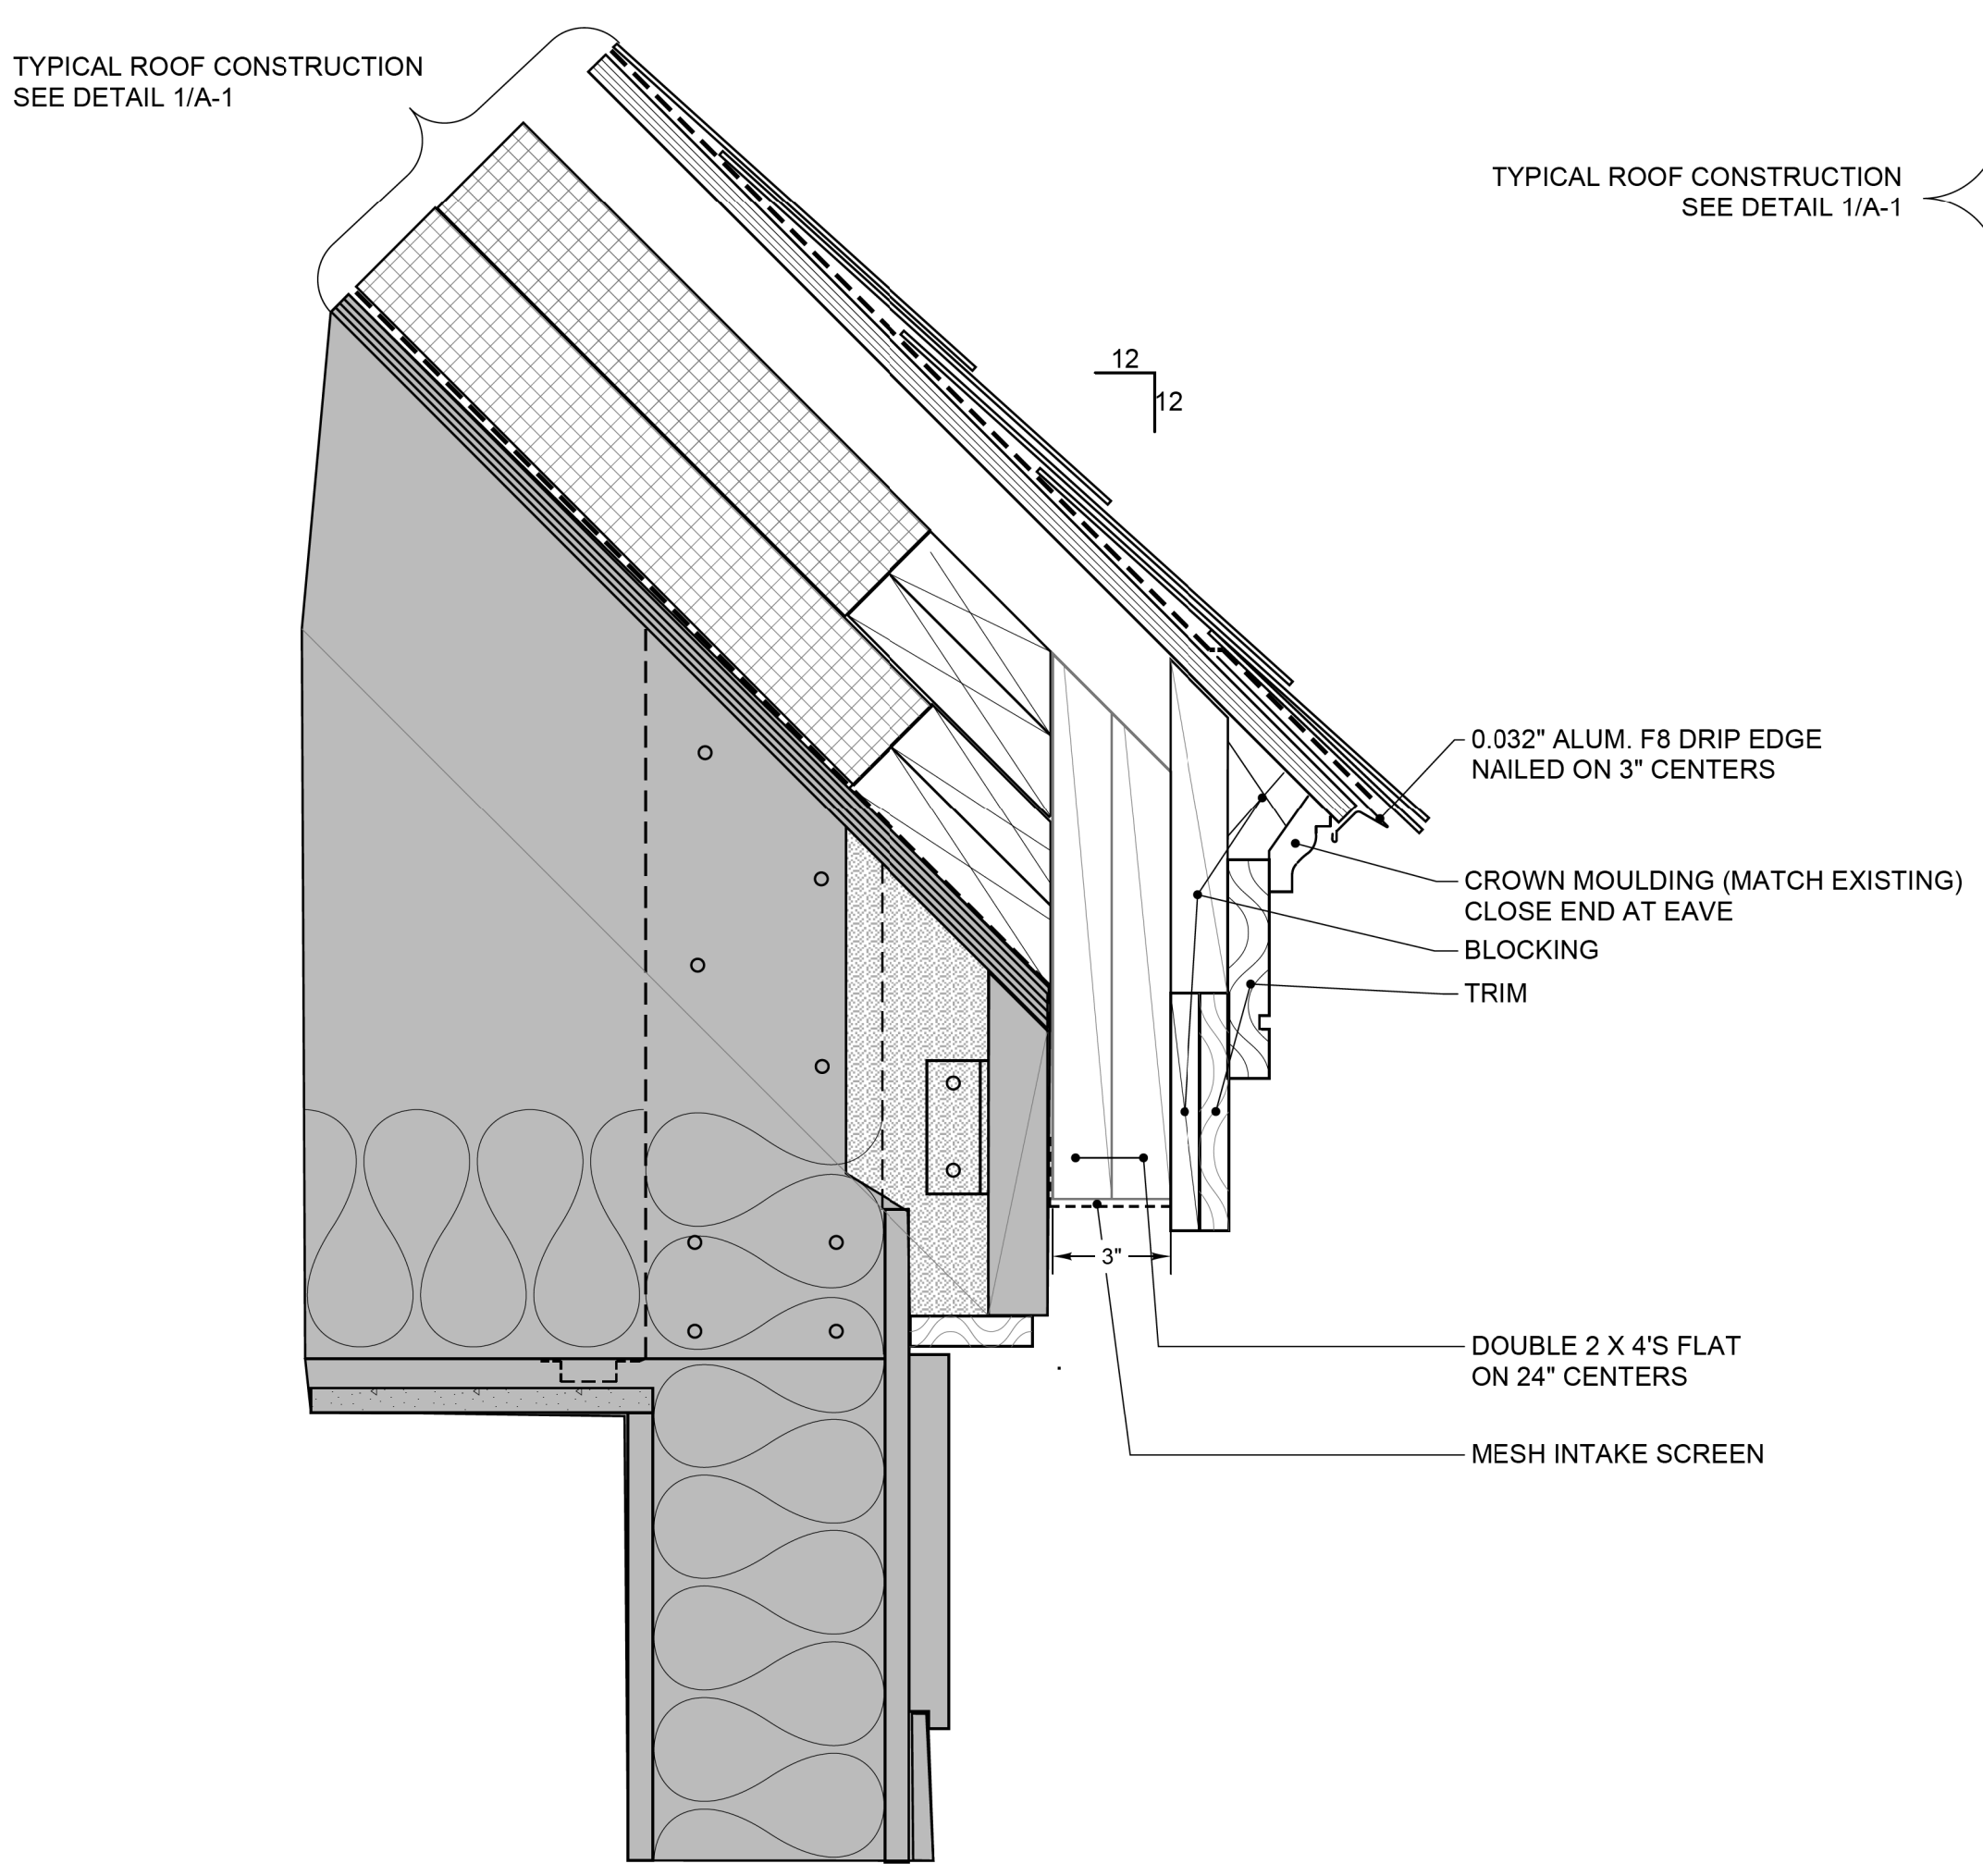 TYPICAL ROOF CONSTRUCTION
SEE DETAIL 1/A-1
TYPICAL ROOF CONSTRUCTION
SEE DETAIL 1/A-1
12
12
0.032" ALUM. F8 DRIP EDGE
NAILED ON 3" CENTERS
CROWN MOULDING (MATCH EXISTING)
CLOSE END AT EAVE
BLOCKING
TRIM
3"
DOUBLE 2 X 4'S FLAT
ON 24" CENTERS
MESH INTAKE SCREEN